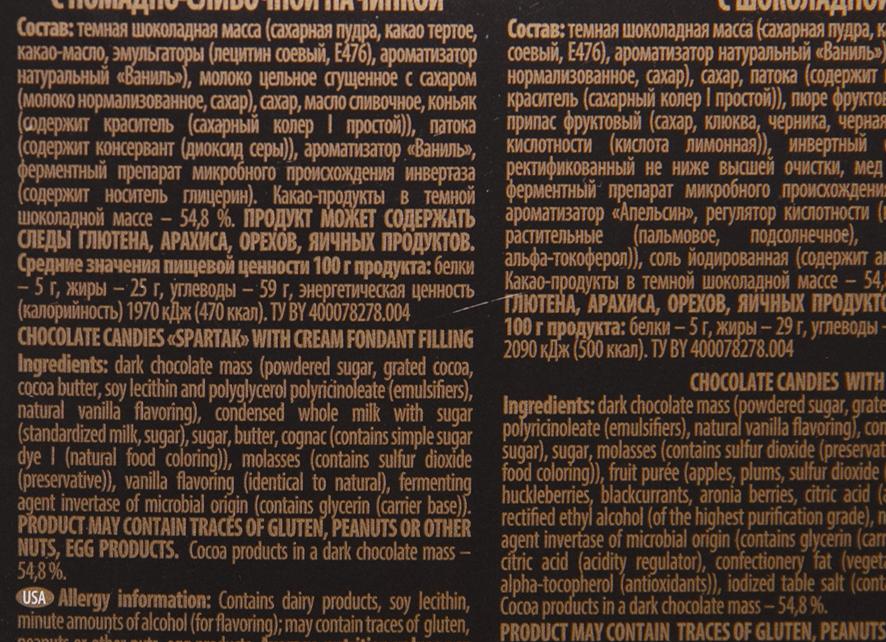 С ПОМАДНО-СЛИВОЧНОЙ НАЧИНКОЙ
Состав: темная шоколадная масса (сахарная пудра, какао тертое,
какао-масло, эмульгаторы (лецитин соевый, Е476), ароматизатор
натуральный «Ваниль»), молоко цельное сгущенное с сахаром
(молоко нормализованное, сахар), сахар, масло сливочное, коньяк
(содержит краситель (сахарный колер I простой)), патока
(содержит консервант (диоксид серы)), ароматизатор «Ваниль»,
ферментный препарат микробного происхождения инвертаза
(содержит носитель глицерин). Какао-продукты в темной
шоколадной массе – 54,8 %. ПРОДУКТ МОЖЕТ СОДЕРЖАТЬ
СЛЕДЫ ГЛЮТЕНА, АРАХИСА, ОРЕХОВ, ЯИЧНЫХ ПРОДУКТОВ.
Средние значения пищевой ценности 100 г продукта: белки
– 5 г, жиры – 25 г, углеводы – 59 г, энергетическая ценность
(калорийность) 1970 кДж (470 ккал). ТУ BY 400078278.004
CHOCOLATE CANDIES «SPARTAK» WITH CREAM FONDANT FILLING
Ingredients: dark chocolate mass (powdered sugar, grated cocoa,
cocoa butter, soy lecithin and polyglycerol polyricinoleate (emulsifiers),
natural vanilla flavoring), condensed whole milk with sugar
(standardized milk, sugar), sugar, butter, cognac (contains simple sugar
dye I (natural food coloring)), molasses (contains sulfur dioxide
(preservative)), vanilla flavoring (identical to natural), fermenting
agent invertase of microbial origin (contains glycerin (carrier base)).
PRODUCT MAY CONTAIN TRACES OF GLUTEN, PEANUTS OR OTHER
NUTS, EGG PRODUCTS. Cocoa products in a dark chocolate mass –
54,8 %.
USA Allergy information: Contains dairy products, soy lecithin,
minute amounts of alcohol (for flavoring); may contain traces of gluten,
С ШОКОЛАДНОЙ
Состав: темная шоколадная масса (сахарная пудра,
соевый, Е476), ароматизатор натуральный «Ваниль»)
нормализованное, сахар), сахар, патока (содержит
краситель (сахарный колер I простой)), пюре
припас фруктовый (сахар, клюква, черника,
кислотности (кислота лимонная)), инвертный
ректификованный не ниже высшей очистки, мед
ферментный препарат микробного
ароматизатор «Апельсин», регулятор кислотности (
растительные (пальмовое, подсолнечное),
альфа-токоферол)), соль йодированная (содержит
Какао-продукты в темной шоколадной массе – 54,
ГЛЮТЕНА, АРАХИСА, ОРЕХОВ, ЯИЧНЫХ
100 г продукта: белки – 5 г, жиры – 29 г, углеводы –
2090 кДж (500 ккал). ТУ BY 400078278.004
CHOCOLATE CANDIES WITH
Ingredients: dark chocolate mass (powdered sugar,
polyricinoleate (emulsifiers), natural vanilla flavoring),
sugar), sugar, molasses (contains sulfur dioxide
food coloring)), fruit purée (apples, plums, sulfur dioxide
huckleberries, blackcurrants, aronia berries, citric acid (
rectified ethyl alcohol (of the highest purification grade),
agent invertase of microbial origin (contains glycerin
citric acid (acidity regulator), confectionery fat
alpha-tocopherol (antioxidants)), iodized table salt
Cocoa products in a dark chocolate mass – 54,8 %.
PRODUCT MAY CONTAIN TRACES OF GLUTEN, PEANUTS